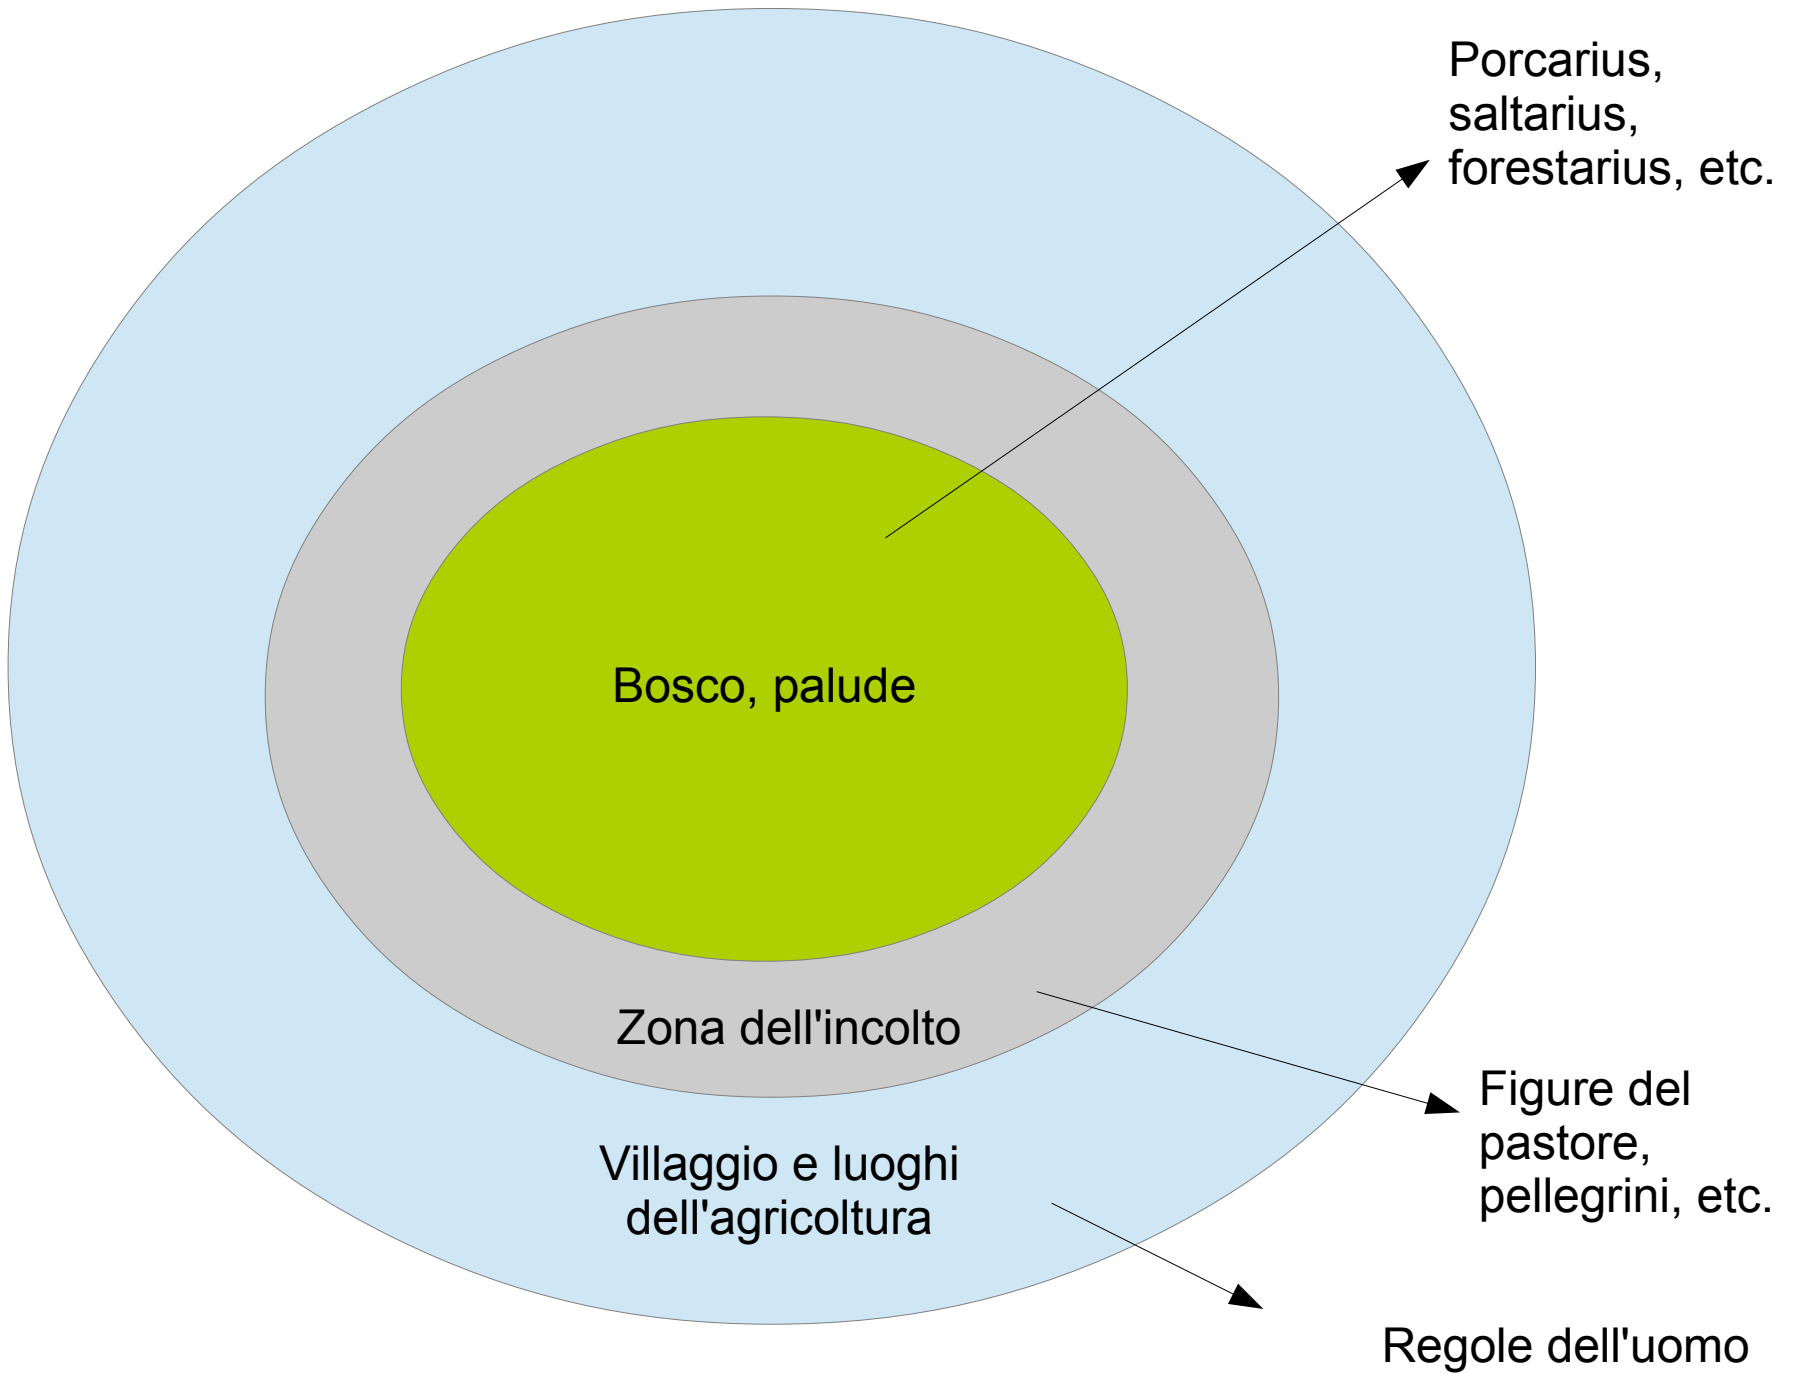 Porcarius,
saltarius,
forestarius, etc.
Bosco, palude
Zona dell'incolto
Figure del
pastore,
pellegrini, etc.
Villaggio e luoghi
dell'agricoltura
Regole dell'uomo